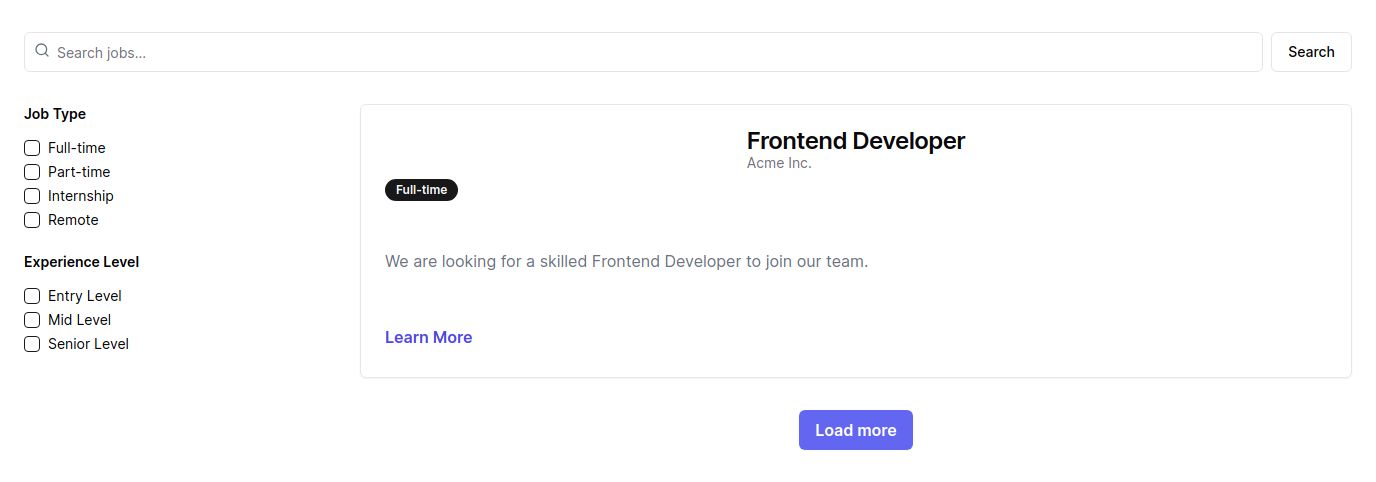 Search jobs...
Search
Job Type
Full-time
Part-time
Internship
Remote
Experience Level
Entry Level
Mid Level
Senior Level
Frontend Developer
Acme Inc.
Full-time
We are looking for a skilled Frontend Developer to join our team.
Learn More
Load more